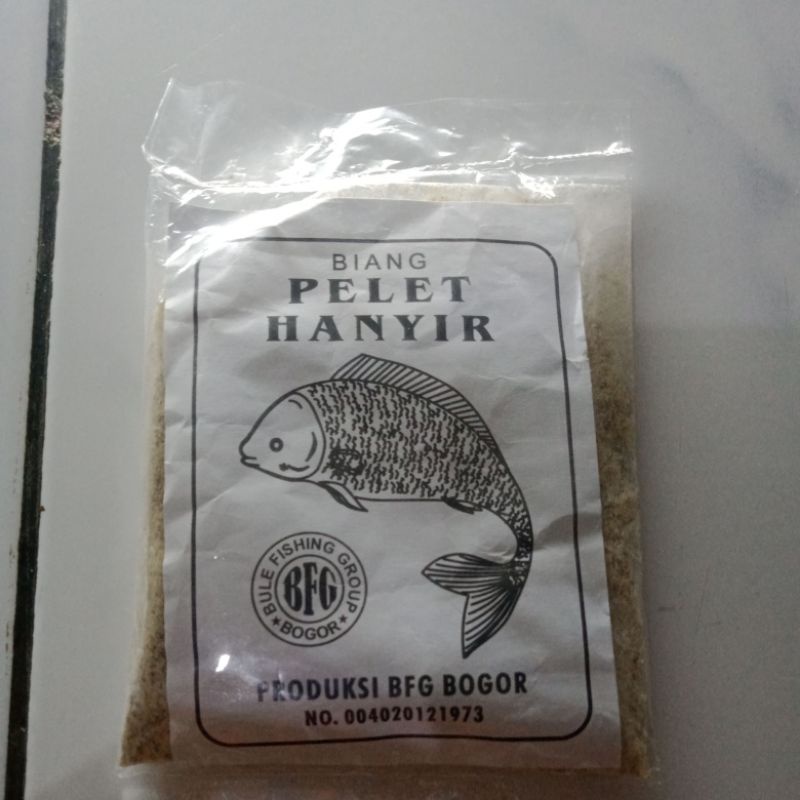 BIANG
PELET
HANYIR
BULE FISHING GROUP
BFG
★ BOGOR ★
PRODUKSI BFG BOGOR
NO. 004020121973